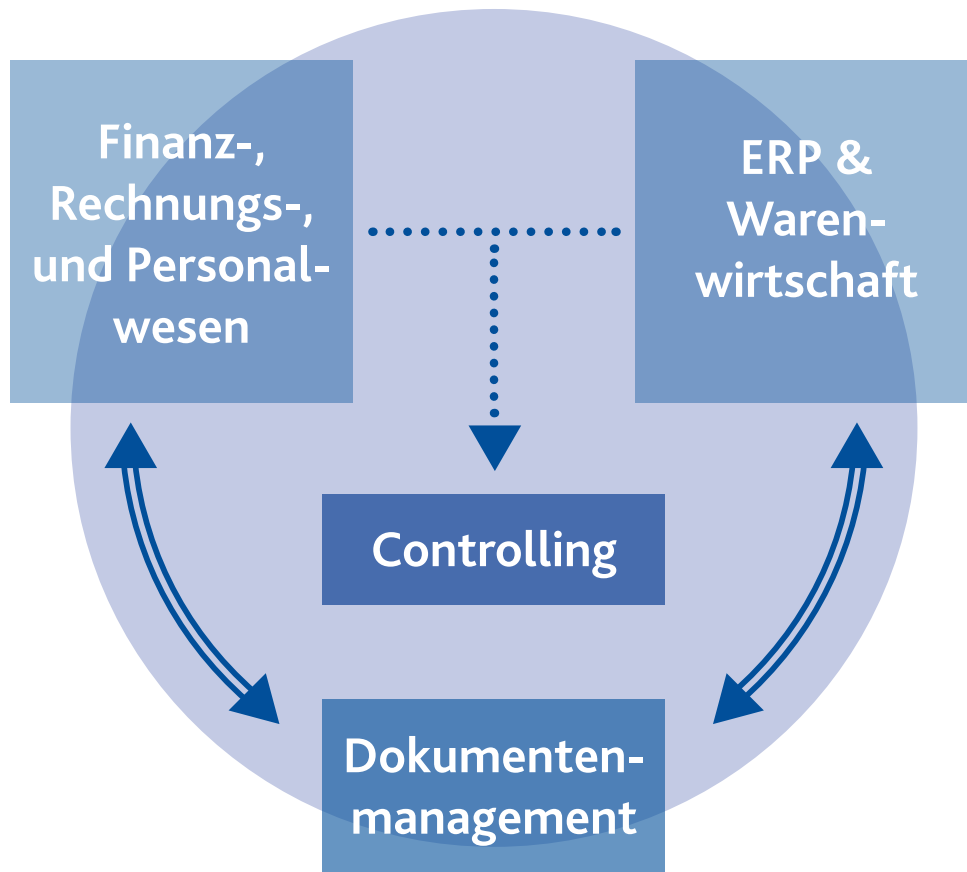 Finanz-,
Rechnungs-,
und Personal-
wesen
ERP &
Waren-
wirtschaft
Controlling
Dokumenten-
management